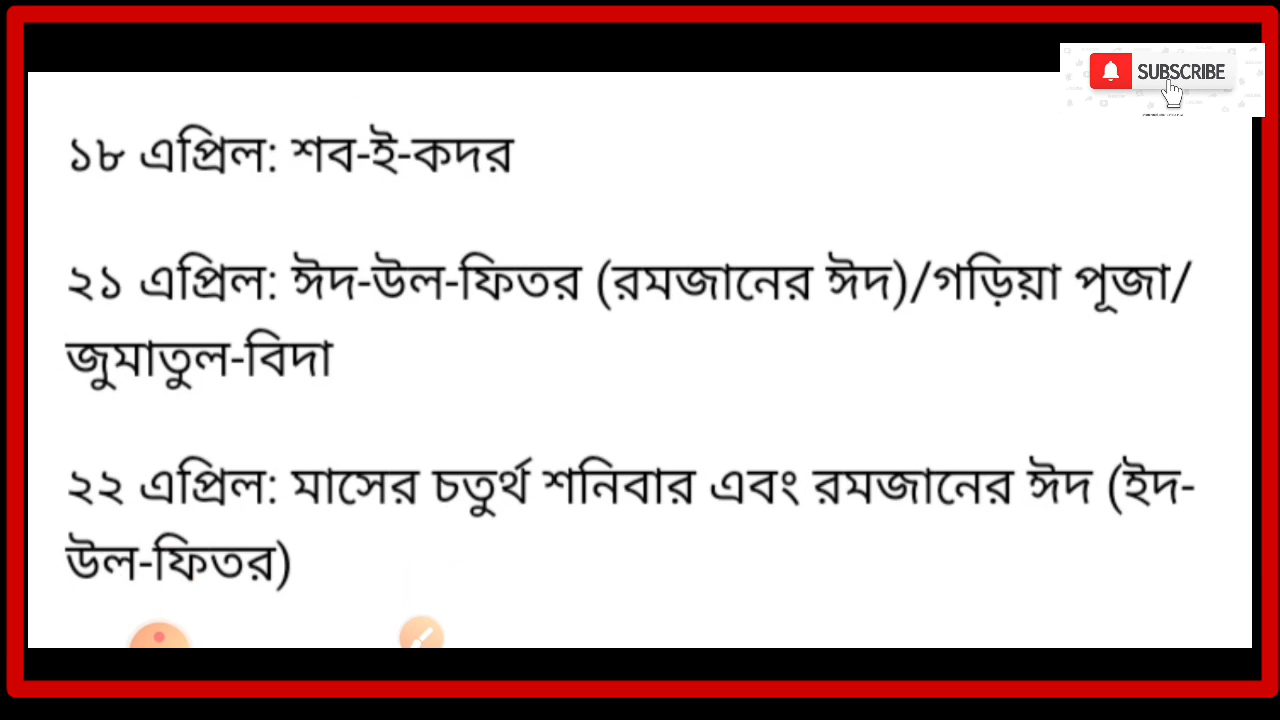 SUBSCRIBE
১৮ এপ্রিল: শব-ই-কদর
২১ এপ্রিল: ঈদ-উল-ফিতর (রমজানের ঈদ)/গড়িয়া পূজা/
জুমাতুল-বিদা
২২ এপ্রিল: মাসের চতুর্থ শনিবার এবং রমজানের ঈদ (ইদ-
উল-ফিতর)